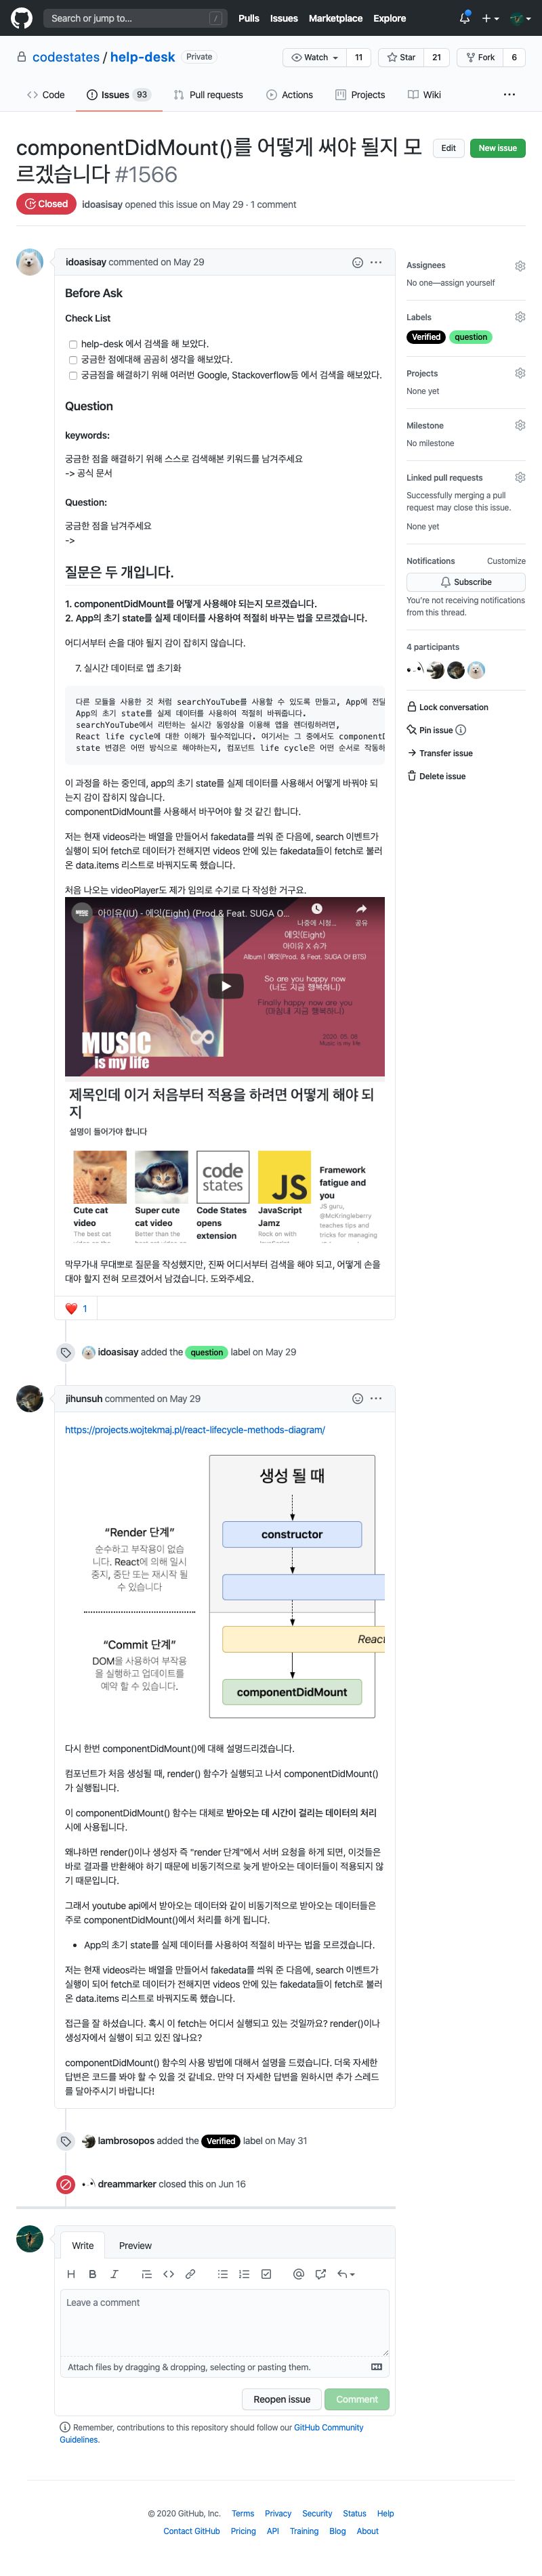 Search or jump to... /
Pulls Issues Marketplace Explore
codestates / help-desk Private
Watch 11 Star 21 Fork 6
Code Issues 93 Pull requests Actions Projects Wiki
componentDidMount()를 어떻게 써야 될지 모
르겠습니다 #1566
Edit New issue
Closed idoasisay opened this issue on May 29 · 1 comment
idoasisay commented on May 29
Before Ask
Check List
help-desk 에서 검색을 해 보았다.
궁금한 점에대해 곰곰히 생각을 해보았다.
궁금점을 해결하기 위해 여러번 Google, Stackoverflow등 에서 검색을 해보았다.
Question
keywords:
궁금한 점을 해결하기 위해 스스로 검색해본 키워드를 남겨주세요
-> 공식 문서
Question:
궁금한 점을 남겨주세요
->
질문은 두 개입니다.
1. componentDidMount를 어떻게 사용해야 되는지 모르겠습니다.
2. App의 초기 state를 실제 데이터를 사용하여 적절히 바꾸는 법을 모르겠습니다.
어디서부터 손을 대야 될지 감이 잡히지 않습니다.
7. 실시간 데이터로 앱 초기화
다른 모듈을 사용한 것 처럼 searchYouTube를 사용할 수 있도록 만들고, App에 전달
App의 초기 state를 실제 데이터를 사용하여 적절히 바꿔줍니다.
searchYouTube에서 리턴하는 실시간 동영상을 이용해 앱을 렌더링하려면,
React life cycle에 대한 이해가 필수적입니다. 여기서는 그 중에서도 component
state 변경은 어떤 방식으로 해야하는지, 컴포넌트 life cycle은 어떤 순서로 작동하
이 과정을 하는 중인데, app의 초기 state를 실제 데이터를 사용해서 어떻게 바꿔야 되
는지 감이 잡히지 않습니다.
componentDidMount를 사용해서 바꾸어야 할 것 같긴 합니다.
저는 현재 videos라는 배열을 만들어서 fakedata를 씌워 준 다음에, search 이벤트가
실행이 되어 fetch로 데이터가 전해지면 videos 안에 있는 fakedata들이 fetch로 불러
온 data.items 리스트로 바꿔지도록 했습니다.
처음 나오는 videoPlayer도 제가 임의로 수기로 다 작성한 거구요.
아이유(IU) - 에잇(Eight) (Prod.& Feat. SUGA O...
나중에 시청... 공유
에잇(Eight)
아이유 X 슈가
Album | 에잇(Prod. & Feat. SUGA Of BTS)
So are you happy now
(너도 지금 행복하니)
Finally happy now are you
(마침내 지금 행복하니)
2020. 05. 08
Music is my life
MUSIC
is my life
제목인데 이거 처음부터 적용을 하려면 어떻게 해야 되
지
설명이 들어가야 합니다
Cute cat
video
The best cat
Super cute
cat video
Better than the
code
states
Code States
opens
extension
JS
JavaScript
Jamz
Rock on with
Framework
fatigue and
you
JS guru,
@McKringleberry
teaches tips and
tricks for managing
막무가내 무대뽀로 질문을 작성했지만, 진짜 어디서부터 검색을 해야 되고, 어떻게 손을
대야 할지 전혀 모르겠어서 남겼습니다. 도와주세요.
1
idoasisay added the question label on May 29
jihunsuh commented on May 29
https://projects.wojtekmaj.pl/react-lifecycle-methods-diagram/
생성 될 때
“Render 단계”
순수하고 부작용이 없습
니다. React에 의해 일시
중지, 중단 또는 재시작 될
수 있습니다
constructor
“Commit 단계”
DOM을 사용하여 부작용
을 실행하고 업데이트를
예약 할 수 있습니다.
React
componentDidMount
다시 한번 componentDidMount()에 대해 설명드리겠습니다.
컴포넌트가 처음 생성될 때, render() 함수가 실행되고 나서 componentDidMount()
가 실행됩니다.
이 componentDidMount() 함수는 대체로 받아오는 데 시간이 걸리는 데이터의 처리
시에 사용됩니다.
왜냐하면 render()이나 생성자 즉 "render 단계"에서 서버 요청을 하게 되면, 이것들은
바로 결과를 반환해야 하기 때문에 비동기적으로 늦게 받아오는 데이터들이 적용되지 않기
때문입니다.
그래서 youtube api에서 받아오는 데이터와 같이 비동기적으로 받아오는 데이터들은
주로 componentDidMount()에서 처리를 하게 됩니다.
App의 초기 state를 실제 데이터를 사용하여 적절히 바꾸는 법을 모르겠습니다.
저는 현재 videos라는 배열을 만들어서 fakedata를 씌워 준 다음에, search 이벤트가
실행이 되어 fetch로 데이터가 전해지면 videos 안에 있는 fakedata들이 fetch로 불러
온 data.items 리스트로 바꿔지도록 했습니다.
접근을 잘 하셨습니다. 혹시 이 fetch는 어디서 실행되고 있는 것일까요? render()이나
생성자에서 실행이 되고 있진 않나요?
componentDidMount() 함수의 사용 방법에 대해서 설명을 드렸습니다. 더욱 자세한
답변은 코드를 봐야 할 수 있을 것 같네요. 만약 더 자세한 답변을 원하시면 추가 스레드
를 달아주시기 바랍니다!
lambrosopos added the Verified label on May 31
dreammarker closed this on Jun 16
Write Preview
Leave a comment
Attach files by dragging & dropping, selecting or pasting them.
Reopen issue Comment
Remember, contributions to this repository should follow our GitHub Community
Guidelines.
Assignees
No one—assign yourself
Labels
Verified question
Projects
None yet
Milestone
No milestone
Linked pull requests
Successfully merging a pull
request may close this issue.
None yet
Notifications Customize
Subscribe
You're not receiving notifications
from this thread.
4 participants
Lock conversation
Pin issue
Transfer issue
Delete issue
© 2020 GitHub, Inc. Terms Privacy Security Status Help
Contact GitHub Pricing API Training Blog About